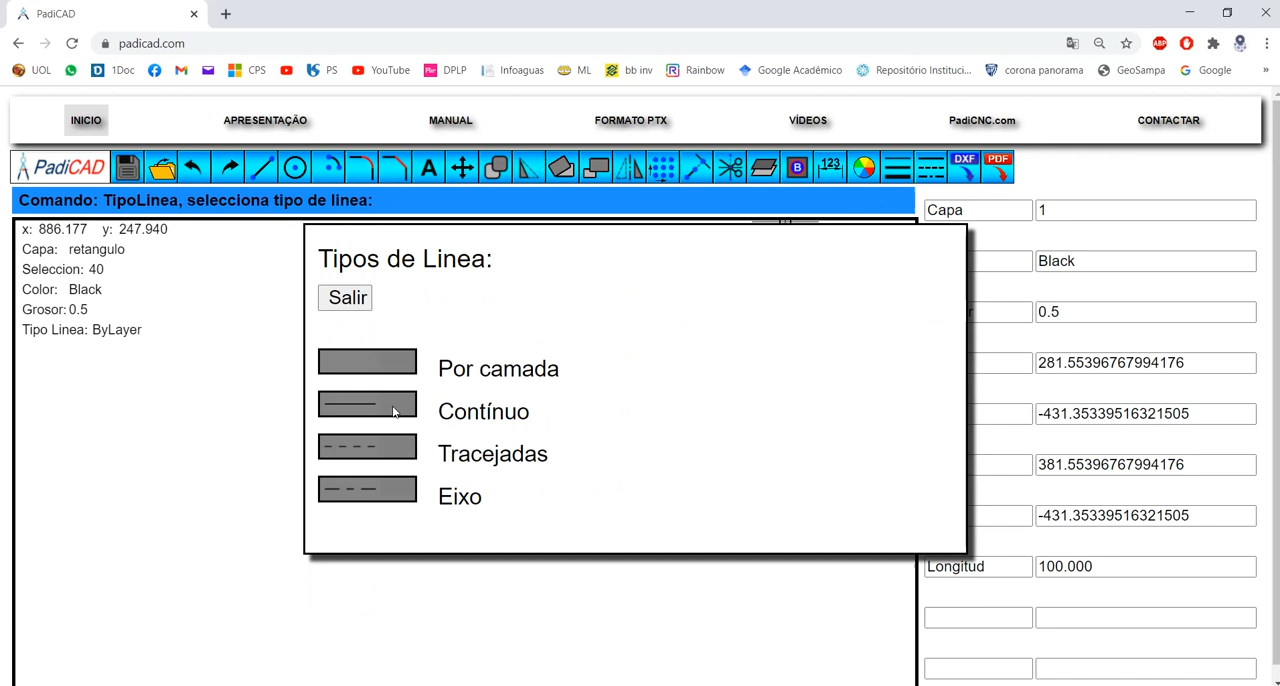 PadiCAD
padicad.com
UOL 1Doc CPS PS YouTube DPLP Infoaguas ML bb inv Rainbow Google Acadêmico Repositório Instituci... corona panorama GeoSampa Google »
INICIO APRESENTAÇÃO MANUAL FORMATO PTX VÍDEOS PadiCNC.com CONTACTAR
PadiCAD A B 123 DXF PDF
Comando: TipoLinea, selecciona tipo de linea:
x: 886.177 y: 247.940
Capa: retangulo
Seleccion: 40
Color: Black
Grosor: 0.5
Tipo Linea: ByLayer
Tipos de Linea:
Salir
Por camada
Contínuo
Tracejadas
Eixo
Capa 1
Black
r 0.5
281.55396767994176
-431.35339516321505
381.55396767994176
-431.35339516321505
Longitud 100.000